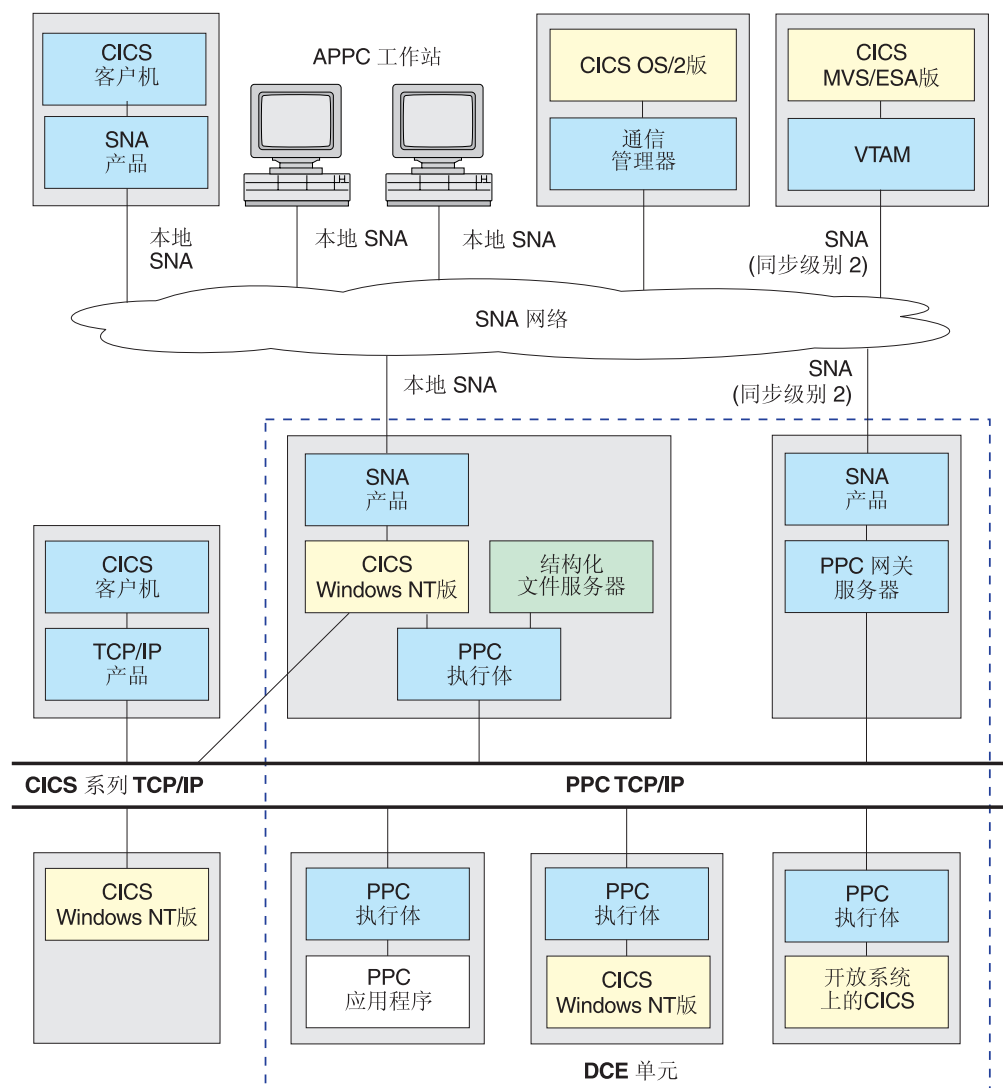 CICS
客户机
SNA
产品
APPC 工作站
CICS OS/2版
通信
管理器
CICS
MVS/ESA版
VTAM
本地
SNA
本地 SNA
本地 SNA
SNA
(同步级别 2)
SNA 网络
本地 SNA
SNA
(同步级别 2)
SNA
产品
CICS
Windows NT版
结构化
文件服务器
PPC
执行体
SNA
产品
PPC 网关
服务器
CICS
客户机
TCP/IP
产品
CICS 系列 TCP/IP
PPC TCP/IP
CICS
Windows NT版
PPC
执行体
PPC
应用程序
PPC
执行体
CICS
Windows NT版
PPC
执行体
开放系统
上的CICS
DCE 单元